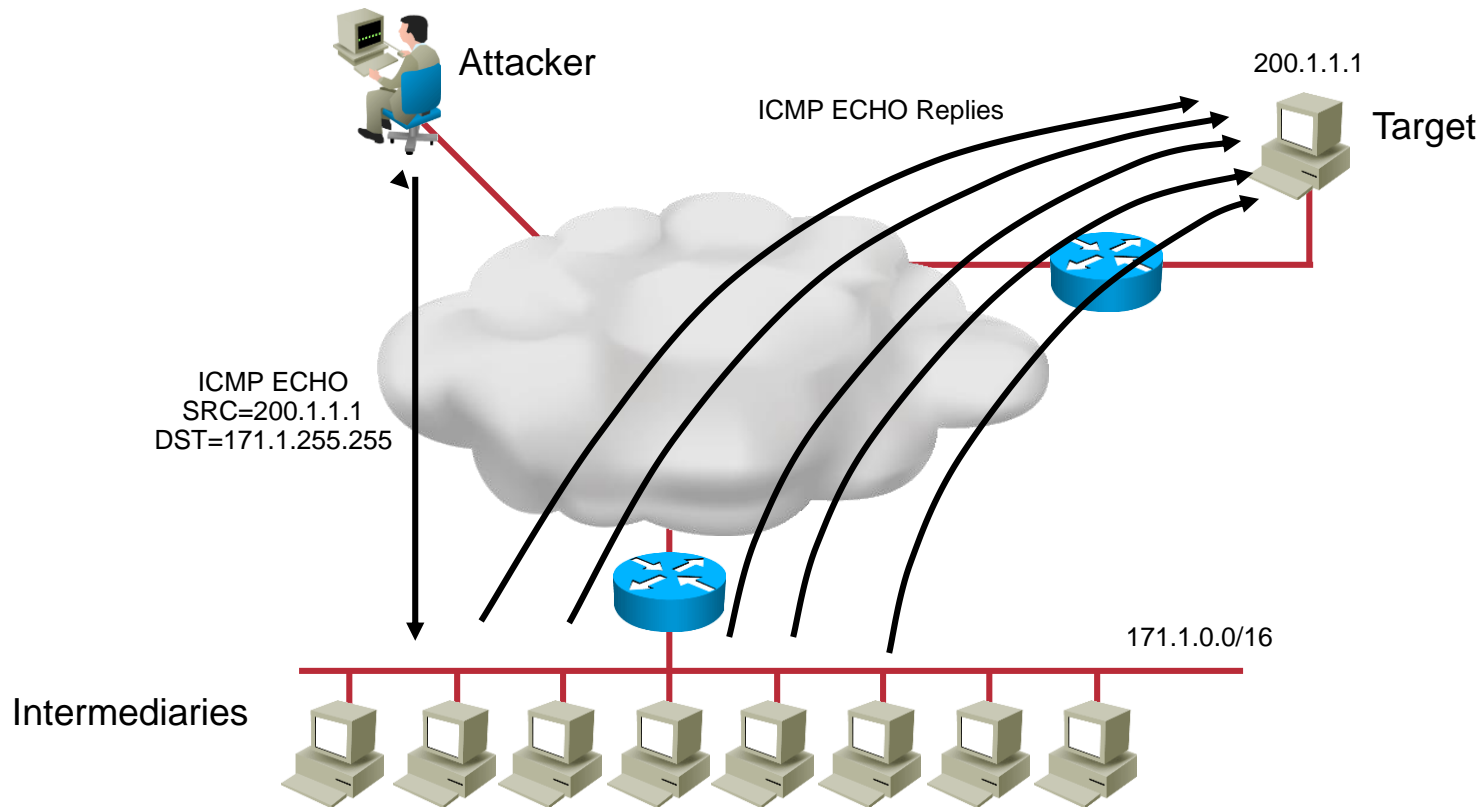 Attacker
200.1.1.1
ICMP ECHO Replies
Target
ICMP ECHO
SRC=200.1.1.1
DST=171.1.255.255
171.1.0.0/16
Intermediaries